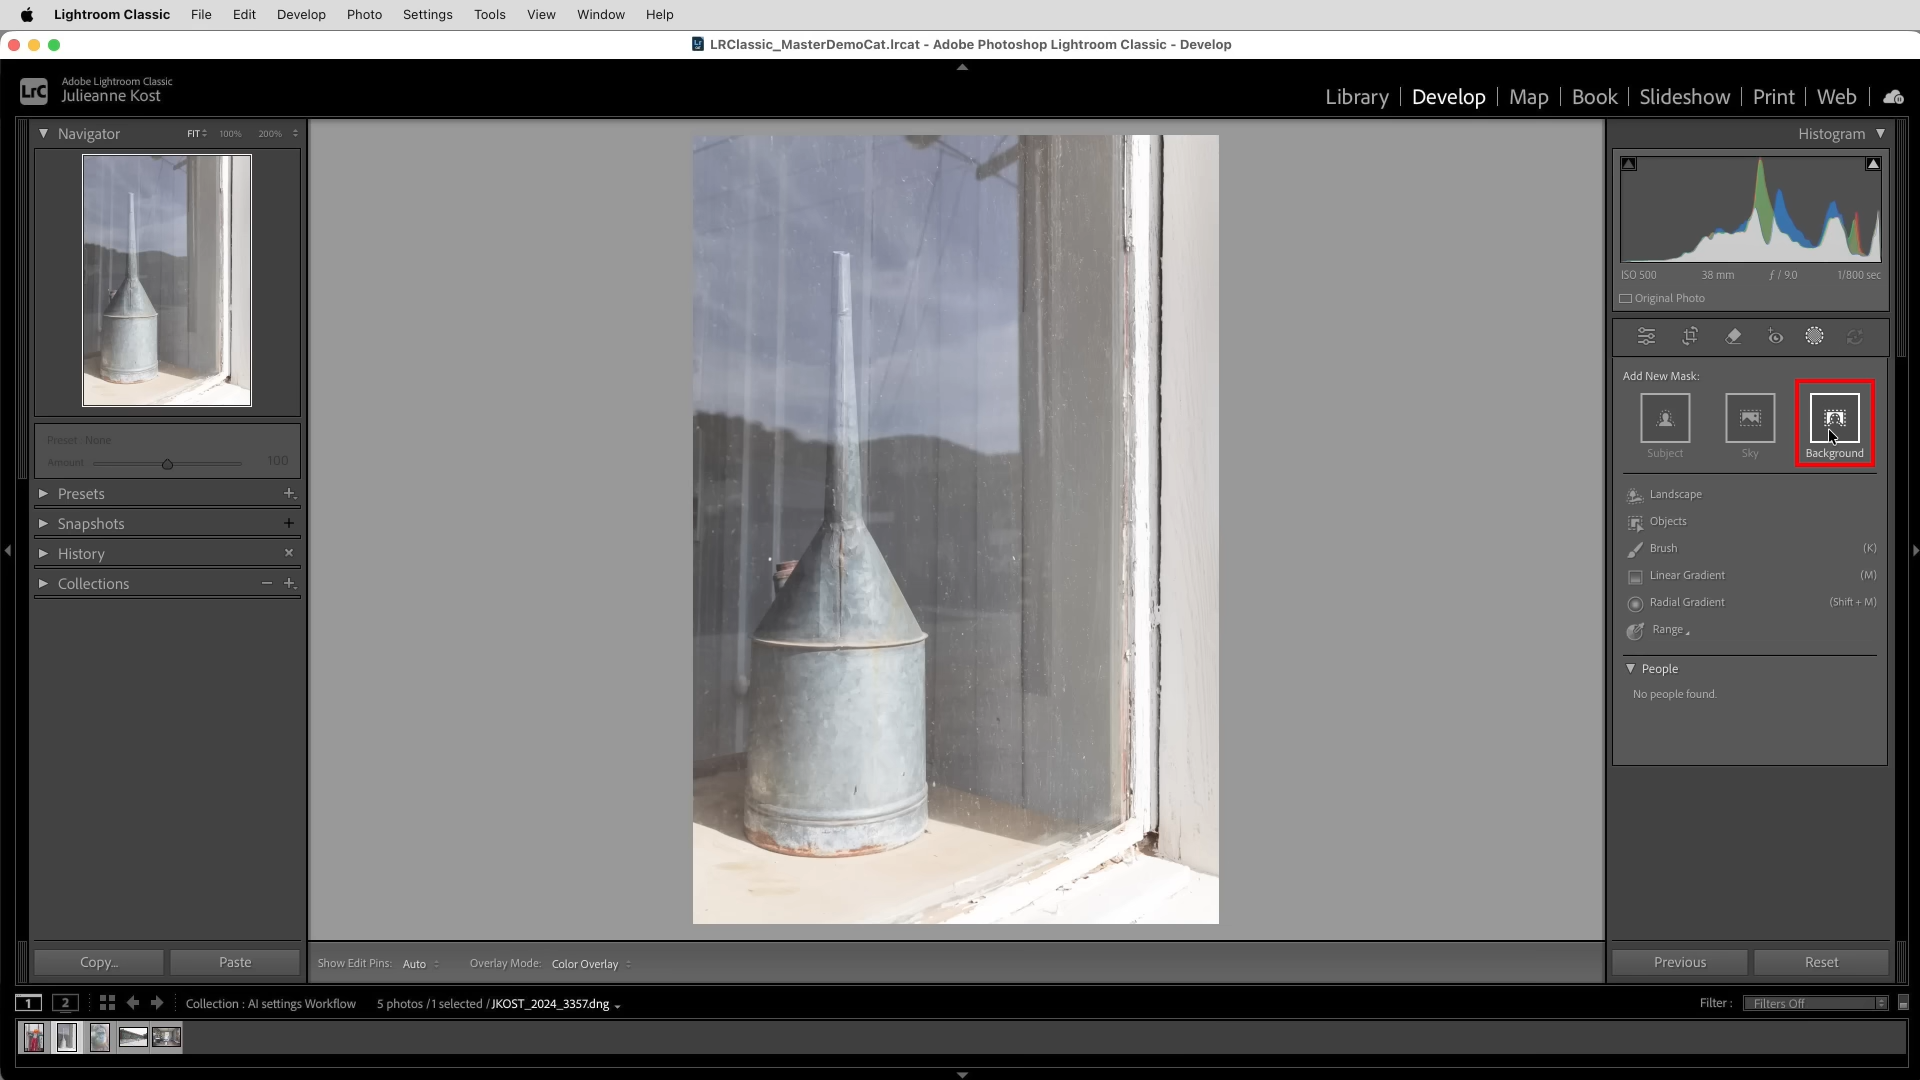 Lightroom Classic File Edit Develop Photo Settings Tools View Window Help
LRClassic_MasterDemoCat.lrcat - Adobe Photoshop Lightroom Classic - Develop
LrC
Adobe Lightroom Classic
Julieanne Kost
Library Develop Map Book Slideshow Print Web
Navigator FIT 100% 200%
Preset: None
Amount 100
Presets
Snapshots
History
Collections
Copy... Paste
Histogram
ISO 500 38 mm ƒ / 9.0 1/800 sec
Original Photo
Add New Mask:
Subject Sky Background
Landscape
Objects
Brush (K)
Linear Gradient (M)
Radial Gradient (Shift + M)
Range
People
No people found.
Previous Reset
Show Edit Pins: Auto Overlay Mode: Color Overlay
1 2 Collection : AI settings Workflow 5 photos / 1 selected / JKOST_2024_3357.dng Filter : Filters Off